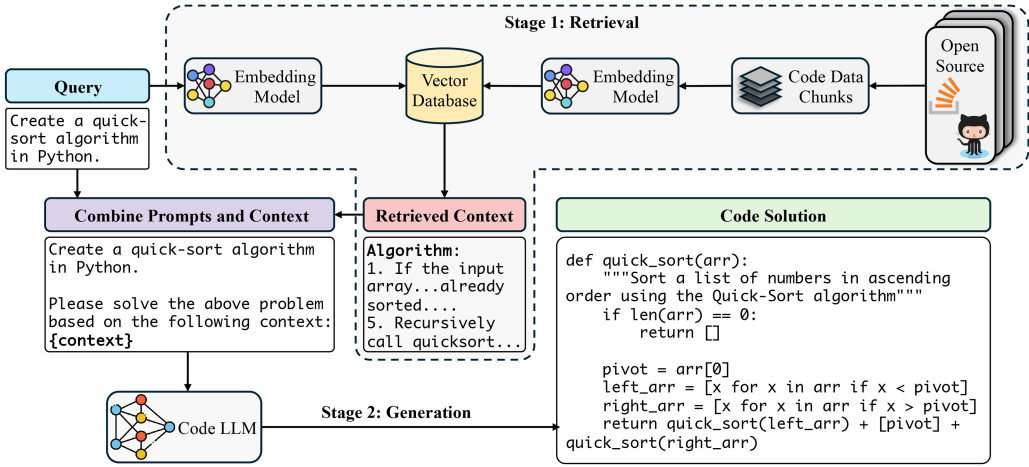 Stage 1: Retrieval
Query
Create a quick-
sort algorithm
in Python.
Embedding
Model
Vector
Database
Embedding
Model
Code Data
Chunks
Open
Source
Combine Prompts and Context
Create a quick-sort algorithm
in Python.
Please solve the above problem
based on the following context:
{context}
Retrieved Context
Algorithm:
1. If the input
array...already
sorted....
5. Recursively
call quicksort...
Code LLM
Stage 2: Generation
Code Solution
def quick_sort(arr):
    """Sort a list of numbers in ascending
order using the Quick-Sort algorithm"""
    if len(arr) == 0:
        return []
    pivot = arr[0]
    left_arr = [x for x in arr if x < pivot]
    right_arr = [x for x in arr if x > pivot]
    return quick_sort(left_arr) + [pivot] +
quick_sort(right_arr)